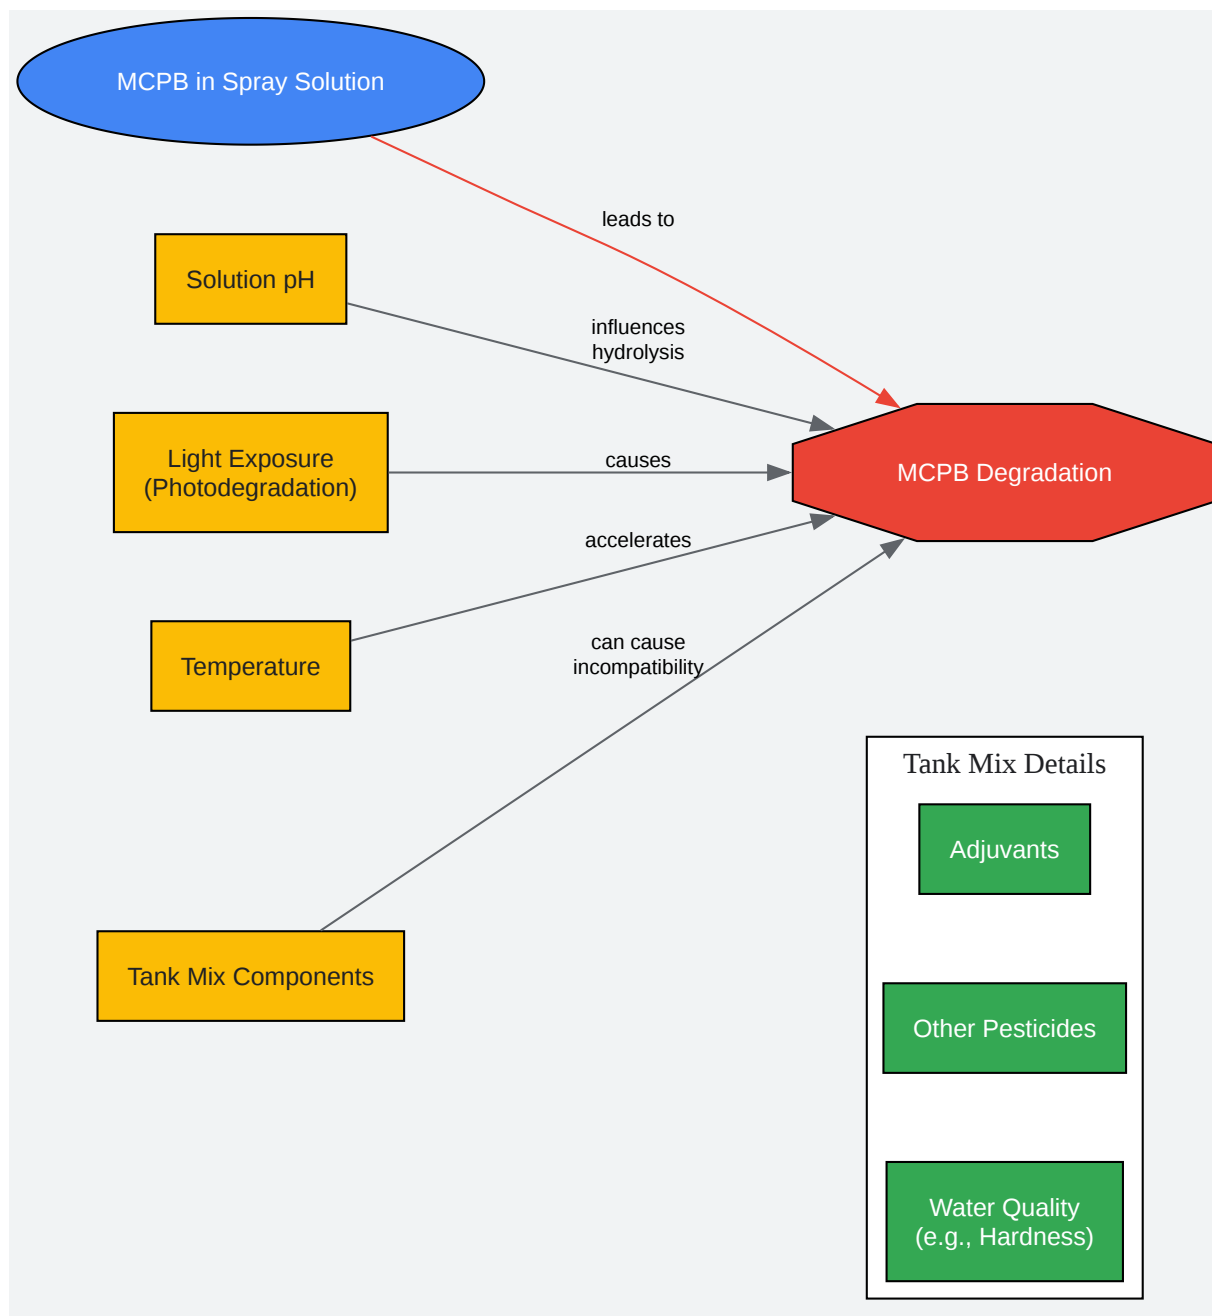 MCPB in Spray Solution
leads to
Solution pH
influences
hydrolysis
Light Exposure
(Photodegradation)
causes
MCPB Degradation
accelerates
Temperature
can cause
incompatibility
Tank Mix Components
Tank Mix Details
Adjuvants
Other Pesticides
Water Quality
(e.g., Hardness)